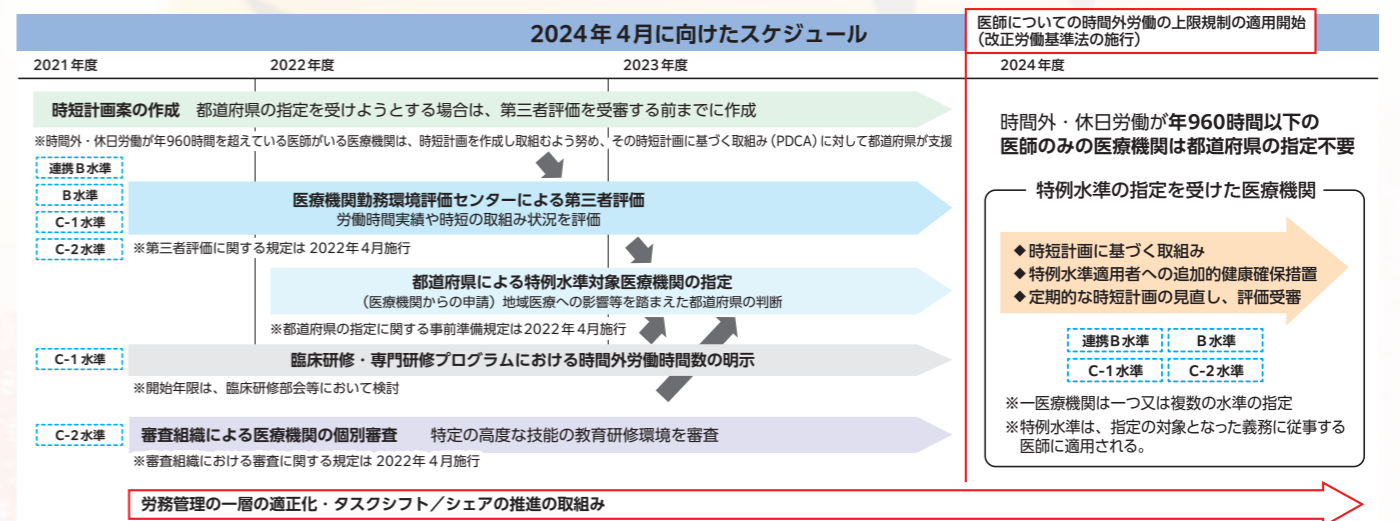 2024年4月に向けたスケジュール
医師についての時間外労働の上限規制の適用開始
（改正労働基準法の施行）
2021年度
2022年度
2023年度
2024年度
時短計画案の作成 都道府県の指定を受けようとする場合は、第三者評価を受審する前までに作成
※時間外・休日労働が年960時間を超えている医師がいる医療機関は、時短計画を作成し取組むよう努め、その時短計画に基づく取組み（PDCA）に対して都道府県が支援
連携B水準
B水準
C-1水準
C-2水準
医療機関勤務環境評価センターによる第三者評価
労働時間実績や時短の取組み状況を評価
※第三者評価に関する規定は 2022年4月施行
都道府県による特例水準対象医療機関の指定
（医療機関からの申請）地域医療への影響等を踏まえた都道府県の判断
※都道府県の指定に関する事前準備規定は2022年4月施行
C-1水準
臨床研修・専門研修プログラムにおける時間外労働時間数の明示
※開始年限は、臨床研修部会等において検討
C-2水準
審査組織による医療機関の個別審査 特定の高度な技能の教育研修環境を審査
※審査組織における審査に関する規定は 2022年4月施行
労務管理の一層の適正化・タスクシフト／シェアの推進の取組み
時間外・休日労働が年960時間以下の
医師のみの医療機関は都道府県の指定不要
特例水準の指定を受けた医療機関
◆時短計画に基づく取組み
◆特例水準適用者への追加的健康確保措置
◆定期的な時短計画の見直し、評価受審
連携B水準 B水準
C-1水準 C-2水準
※一医療機関は一つ又は複数の水準の指定
※特例水準は、指定の対象となった義務に従事する
医師に適用される。